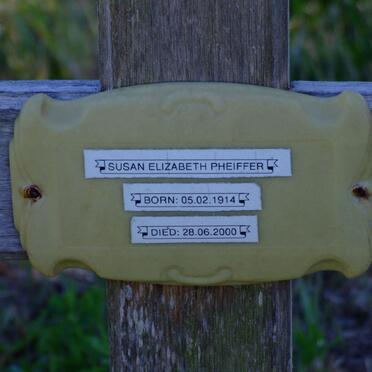 SUSAN ELIZABETH PHEIFFER
BORN: 05.02.1914
DIED: 28.06.2000